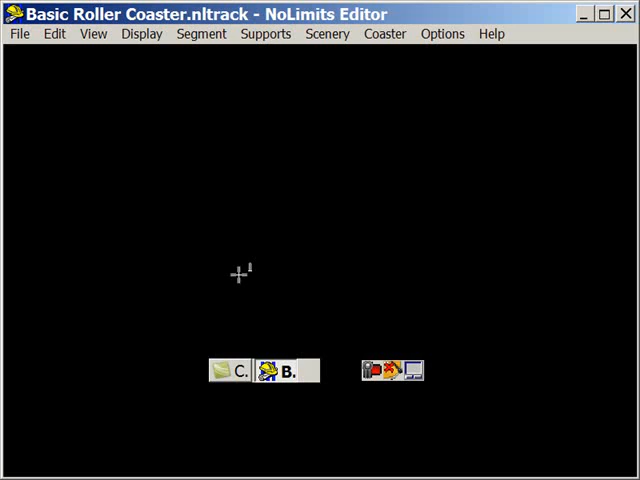 Basic Roller Coaster.nltrack - NoLimits Editor
File Edit View Display Segment Supports Scenery Coaster Options Help
C. B.